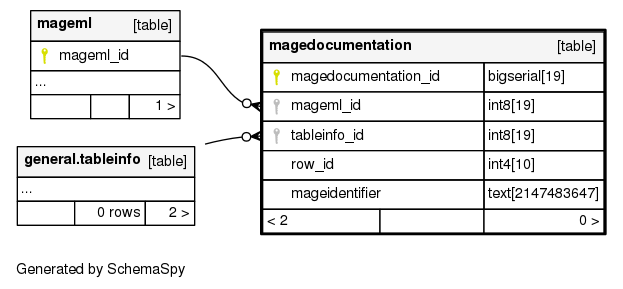 mageml [table]
mageml_id
...
1 >
general.tableinfo [table]
...
0 rows 2 >
magedocumentation [table]
magedocumentation_id bigserial[19]
mageml_id int8[19]
tableinfo_id int8[19]
row_id int4[10]
mageidentifier text[2147483647]
< 2 0 >
Generated by SchemaSpy